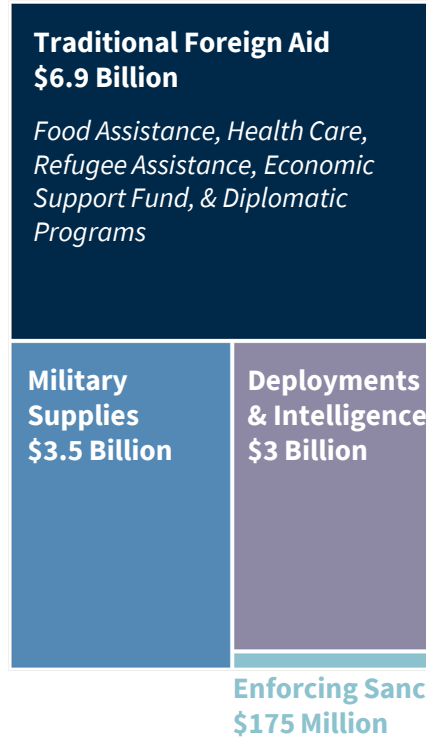 Traditional Foreign Aid
$6.9 Billion
Food Assistance, Health Care,
Refugee Assistance, Economic
Support Fund, & Diplomatic
Programs
Military
Supplies
$3.5 Billion
Deployments
& Intelligence
$3 Billion
Enforcing Sanc
$175 Million